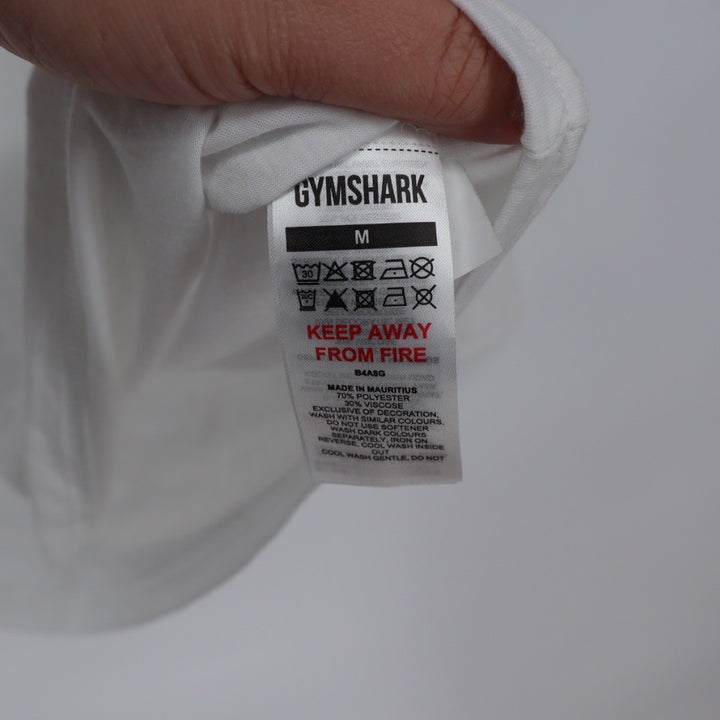 GYMSHARK
M
30
30
KEEP AWAY
FROM FIRE
B4A8G
MADE IN MAURITIUS
70% POLYESTER
30% VISCOSE
EXCLUSIVE OF DECORATION,
WASH WITH SIMILAR COLOURS,
DO NOT USE SOFTENER
WASH DARK COLOURS
SEPARATELY, IRON ON
REVERSE, COOL WASH INSIDE
OUT
COOL WASH GENTLE, DO NOT